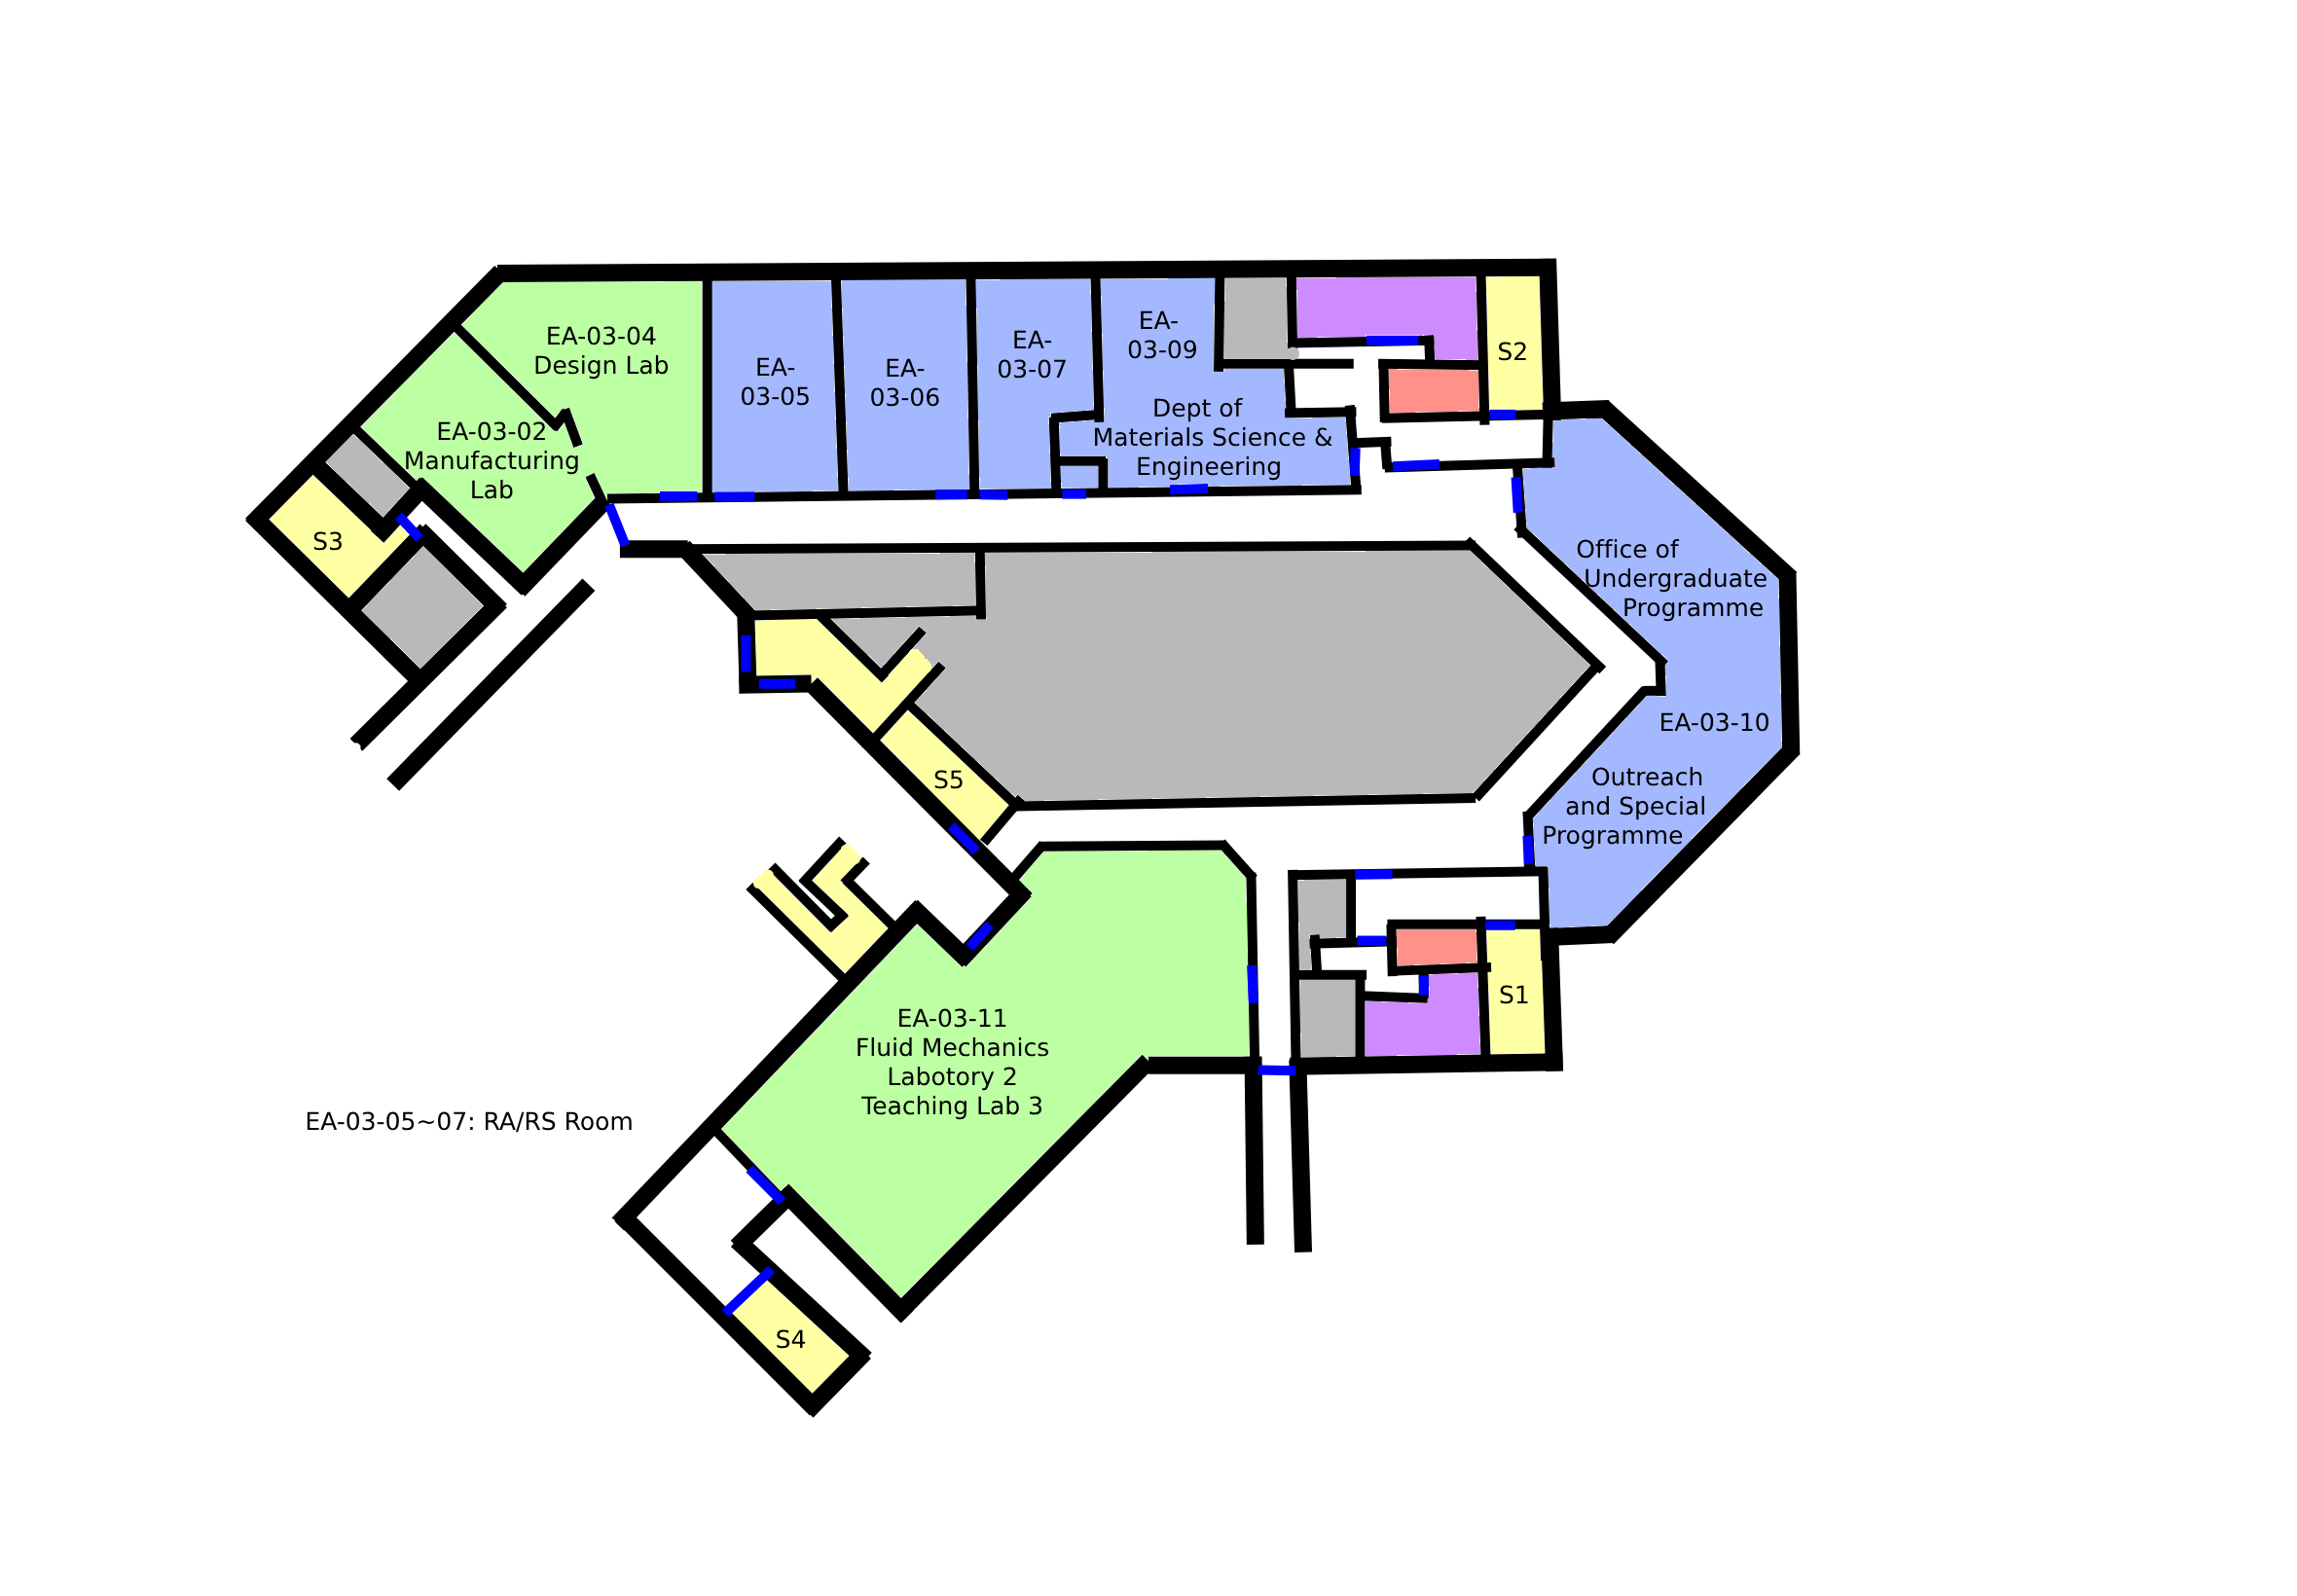 EA-03-04
Design Lab
EA-03-02
Manufacturing
Lab
S3
EA-
03-05
EA-
03-06
EA-
03-07
EA-
03-09
Dept of
Materials Science &
Engineering
S2
Office of
Undergraduate
Programme
EA-03-10
Outreach
and Special
Programme
S5
S1
EA-03-11
Fluid Mechanics
Labotory 2
Teaching Lab 3
EA-03-05~07: RA/RS Room
S4